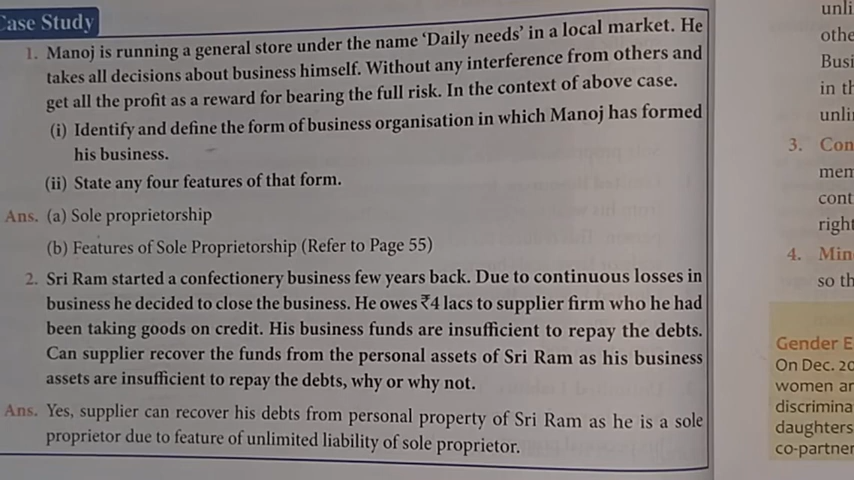 Case Study
1. Manoj is running a general store under the name ‘Daily needs’ in a local market. He
takes all decisions about business himself. Without any interference from others and
get all the profit as a reward for bearing the full risk. In the context of above case.
(i) Identify and define the form of business organisation in which Manoj has formed
his business.
(ii) State any four features of that form.
Ans. (a) Sole proprietorship
(b) Features of Sole Proprietorship (Refer to Page 55)
2. Sri Ram started a confectionery business few years back. Due to continuous losses in
business he decided to close the business. He owes ₹4 lacs to supplier firm who he had
been taking goods on credit. His business funds are insufficient to repay the debts.
Can supplier recover the funds from the personal assets of Sri Ram as his business
assets are insufficient to repay the debts, why or why not.
Ans. Yes, supplier can recover his debts from personal property of Sri Ram as he is a sole
proprietor due to feature of unlimited liability of sole proprietor.
unli
othe
Busi
in th
unli
3. Con
mem
cont
right
4. Min
so th
Gender E
On Dec. 20
women ar
discrimina
daughters
co-partner